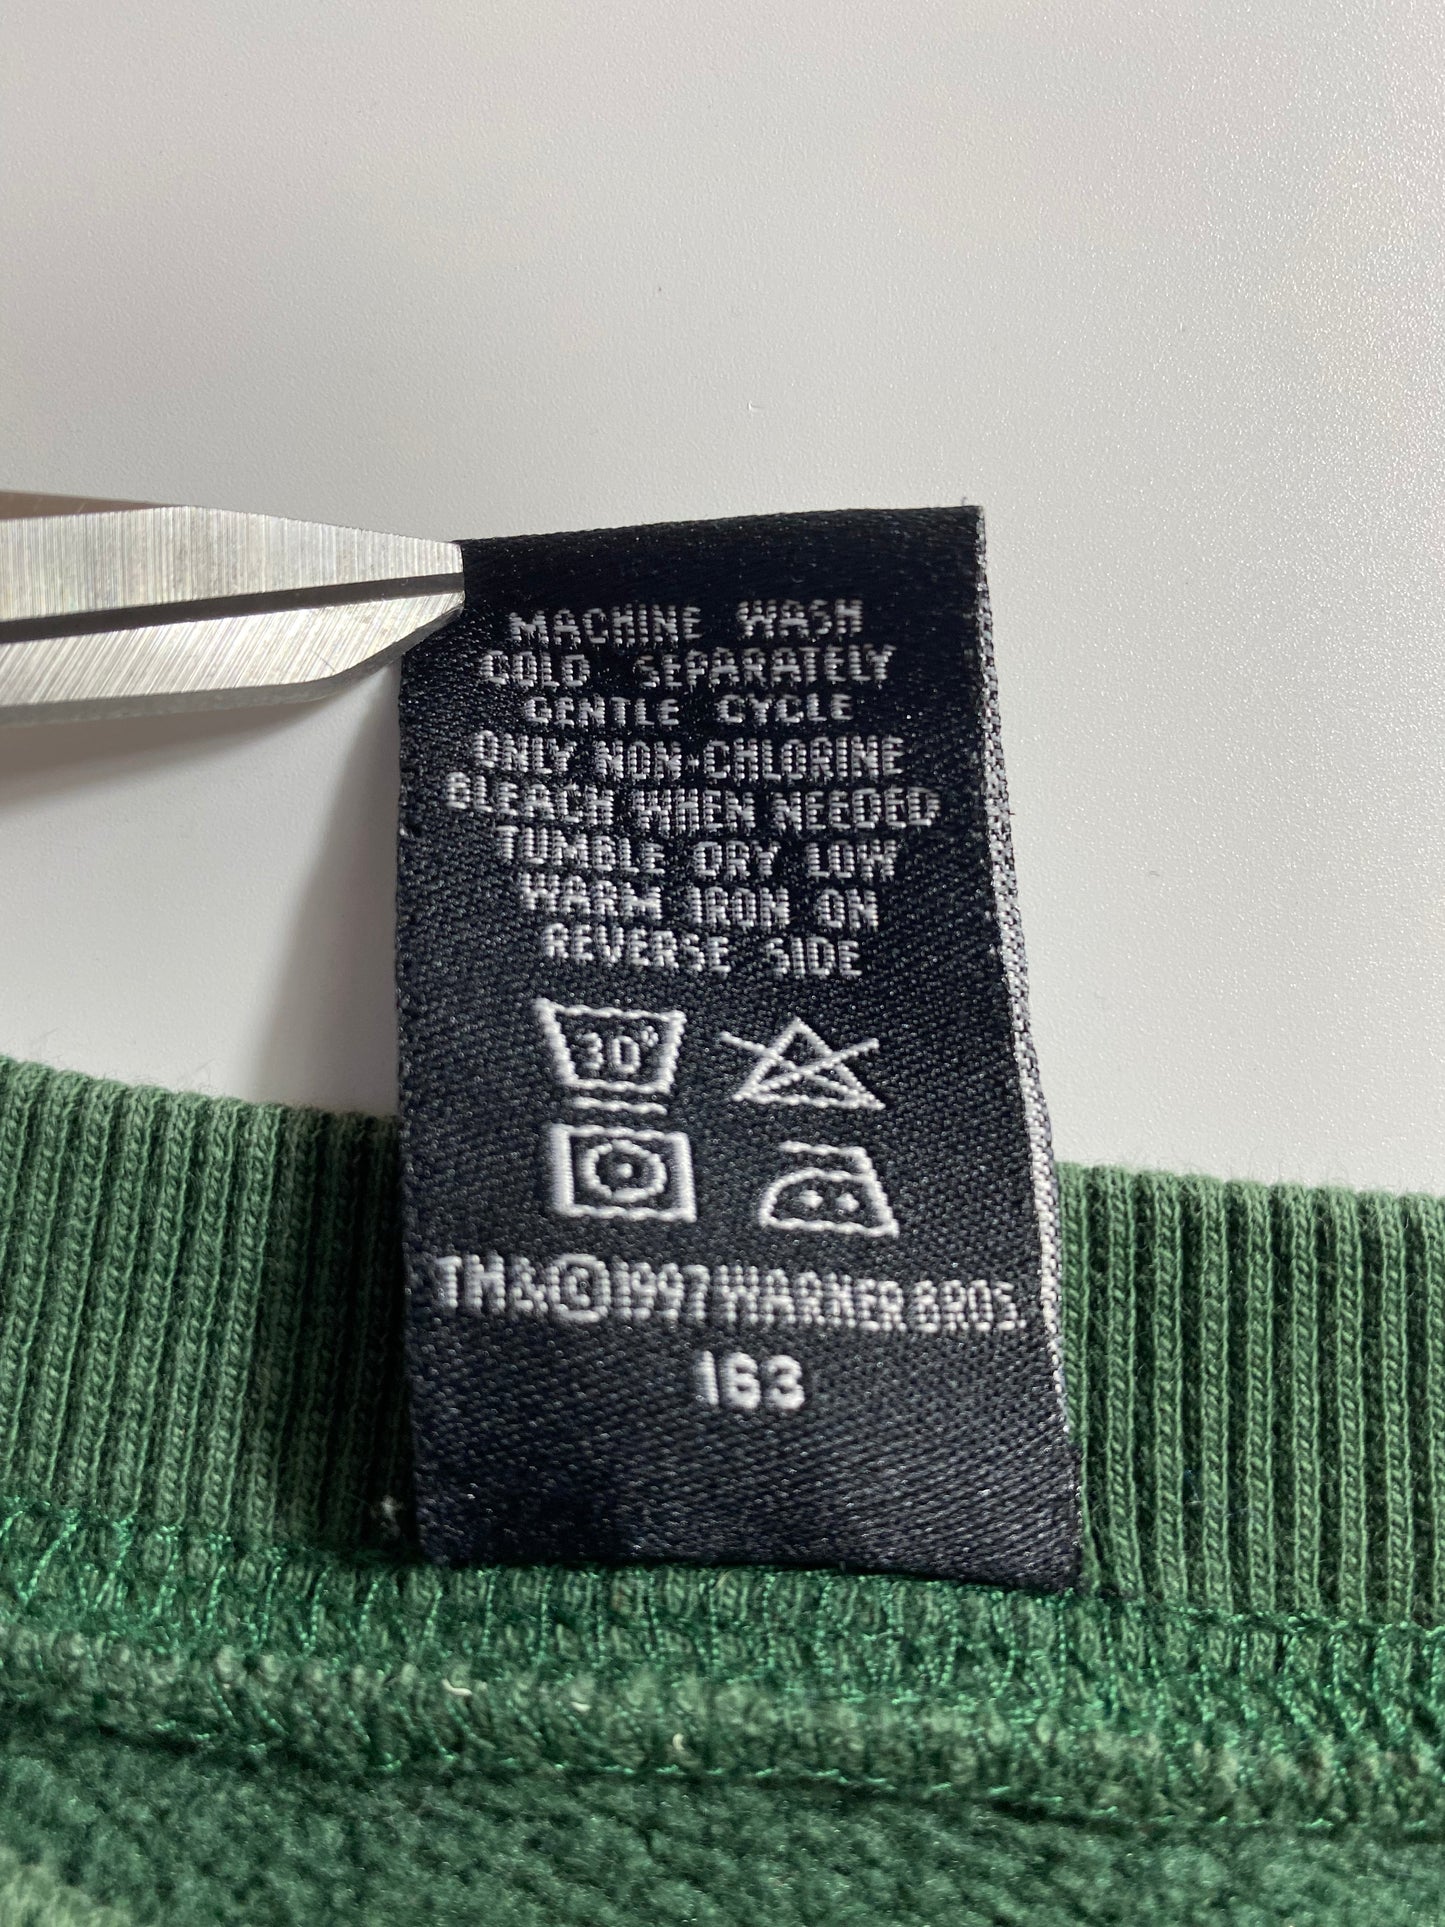 MACHINE WASH
COLD SEPARATELY
GENTLE CYCLE
ONLY NON-CHLORINE
BLEACH WHEN NEEDED
TUMBLE DRY LOW
WARM IRON ON
REVERSE SIDE
30°
TM&©1997 WARNER BROS.
163